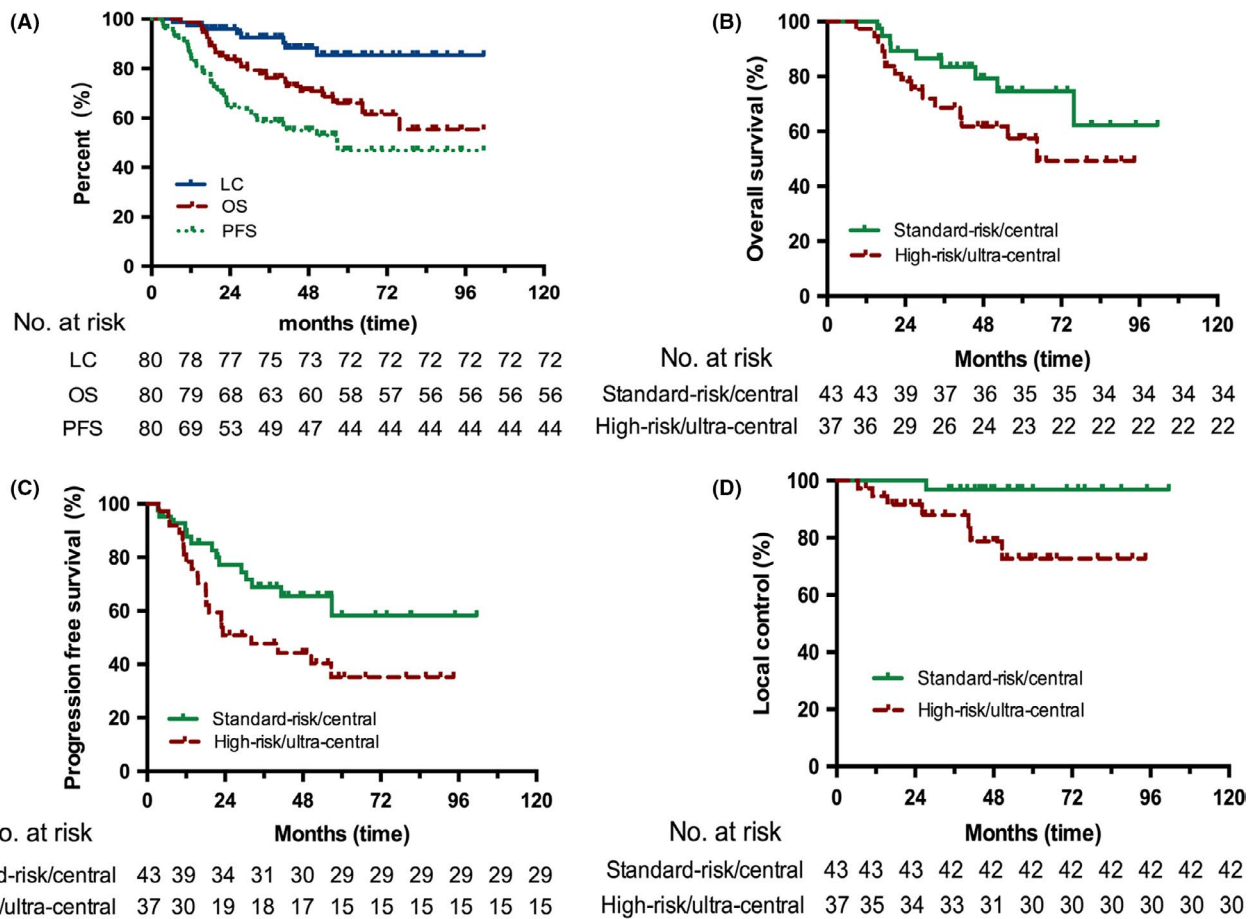 (A)
100
80
60
40
20
0
Percent (%)
LC
OS
PFS
0 24 48 72 96 120
No. at risk months (time)
LC 80 78 77 75 73 72 72 72 72 72 72
OS 80 79 68 63 60 58 57 56 56 56 56
PFS 80 69 53 49 47 44 44 44 44 44 44
(B)
100
80
60
40
20
0
Overall survival (%)
Standard-risk/central
High-risk/ultra-central
0 24 48 72 96 120
No. at risk Months (time)
Standard-risk/central 43 43 39 37 36 35 35 34 34 34 34
High-risk/ultra-central 37 36 29 26 24 23 22 22 22 22 22
(C)
100
80
60
40
20
0
Progression free survival (%)
Standard-risk/central
High-risk/ultra-central
0 24 48 72 96 120
o. at risk Months (time)
d-risk/central 43 39 34 31 30 29 29 29 29 29 29
/ultra-central 37 30 19 18 17 15 15 15 15 15 15
(D)
100
80
60
40
20
0
Local control (%)
Standard-risk/central
High-risk/ultra-central
0 24 48 72 96 120
No. at risk Months (time)
Standard-risk/central 43 43 43 42 42 42 42 42 42 42 42
High-risk/ultra-central 37 35 34 33 31 30 30 30 30 30 30